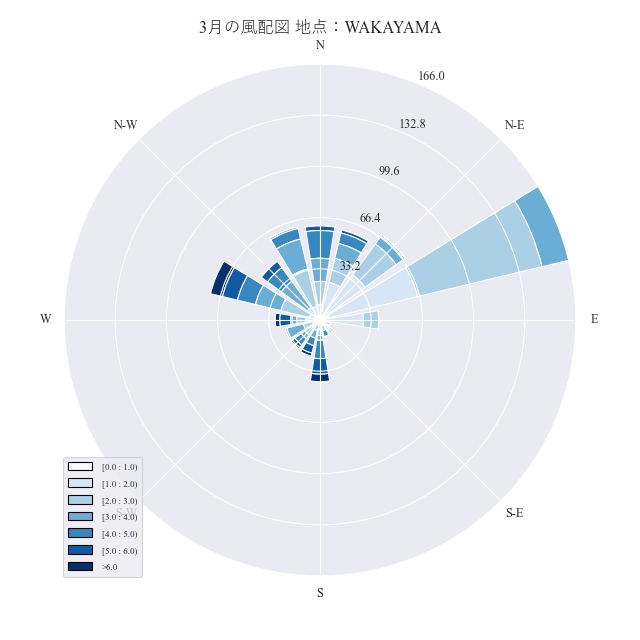 3月の風配図 地点：WAKAYAMA
N
166.0
N-W
132.8
N-E
99.6
66.4
33.2
W
E
[0.0 : 1.0)
[1.0 : 2.0)
[2.0 : 3.0)
S-W
[3.0 : 4.0)
S-E
[4.0 : 5.0)
[5.0 : 6.0)
>6.0
S